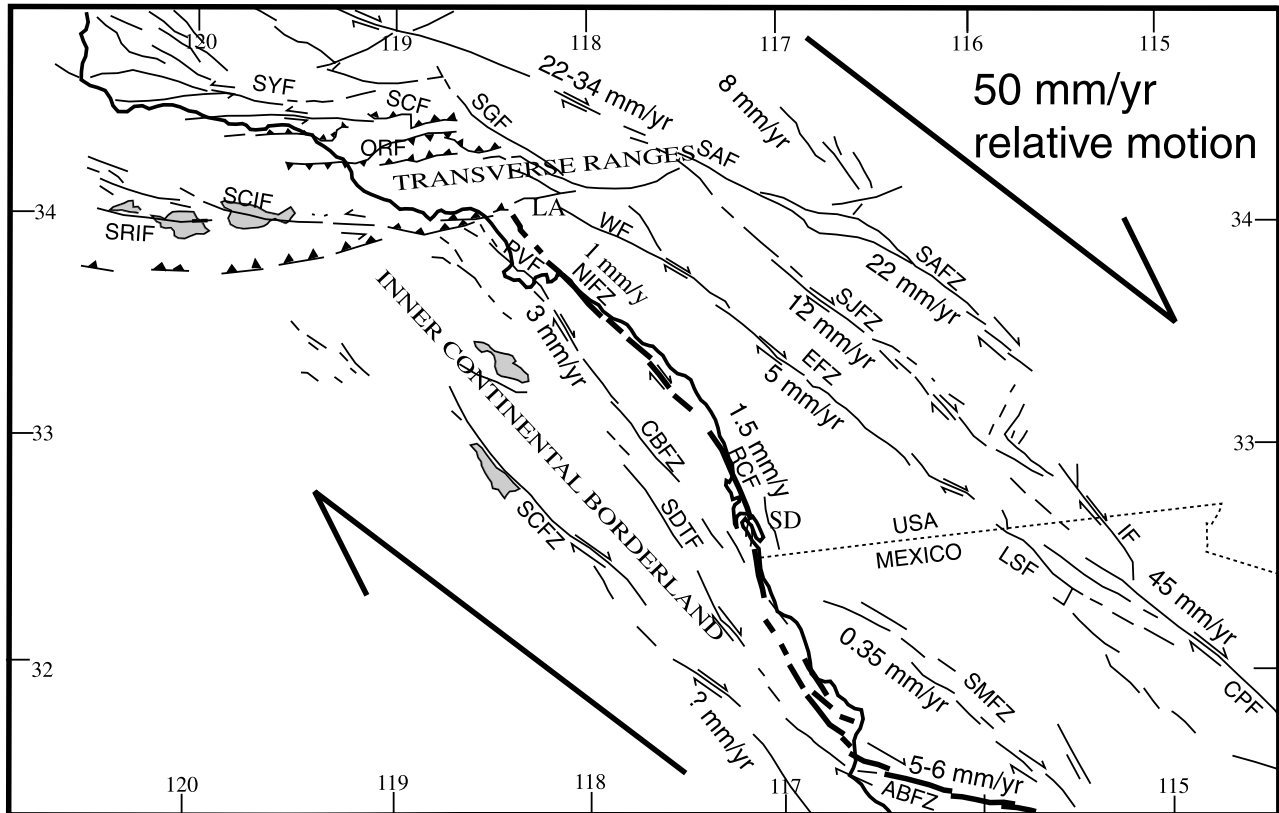 120
119
118
117
116
115
50 mm/yr
relative motion
22-34 mm/yr
8 mm/yr
SYF
SCF
SGF
ORF
SAF
TRANSVERSE RANGES
34
34
SCIF
SRIF
LA
WF
PVF
1 mm/y
NIFZ
SAFZ
22 mm/yr
SJFZ
12 mm/yr
EFZ
5 mm/yr
3 mm/yr
INNER CONTINENTAL BORDERLAND
33
33
CBFZ
1.5 mm/y
RCF
SDTF
SCFZ
SD
USA
MEXICO
IF
LSF
45 mm/yr
CPF
32
0.35 mm/yr
SMFZ
? mm/yr
5-6 mm/yr
ABFZ
120
119
118
117
115